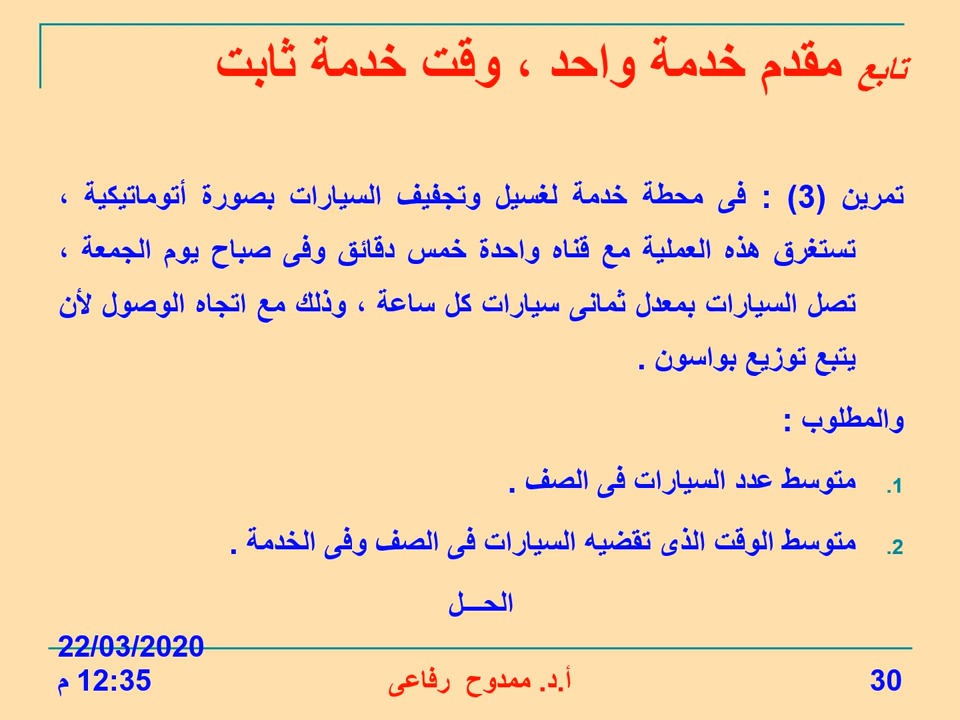 تابع مقدم خدمة واحد ، وقت خدمة ثابت
تمرين (3) : فى محطة خدمة لغسيل وتجفيف السيارات بصورة أتوماتيكية ،
تستغرق هذه العملية مع قناه واحدة خمس دقائق وفى صباح يوم الجمعة ،
تصل السيارات بمعدل ثمانى سيارات كل ساعة ، وذلك مع اتجاه الوصول لأن
يتبع توزيع بواسون .
والمطلوب :
1. متوسط عدد السيارات فى الصف .
2. متوسط الوقت الذى تقضيه السيارات فى الصف وفى الخدمة .
الحـــل
22/03/2020
30 أ.د. ممدوح رفاعى 12:35 م